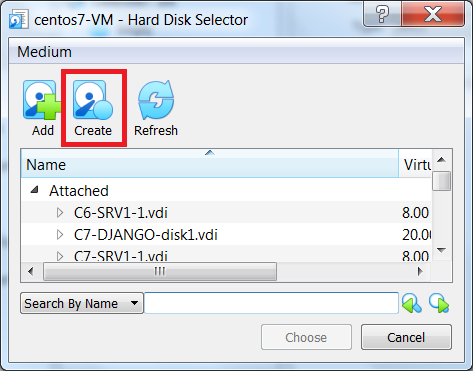 centos7-VM - Hard Disk Selector
Medium
Add Create Refresh
Name Virtu
Attached
C6-SRV1-1.vdi 8.00
C7-DJANGO-disk1.vdi 20.00
C7-SRV1-1.vdi 8.00
Search By Name
Choose Cancel